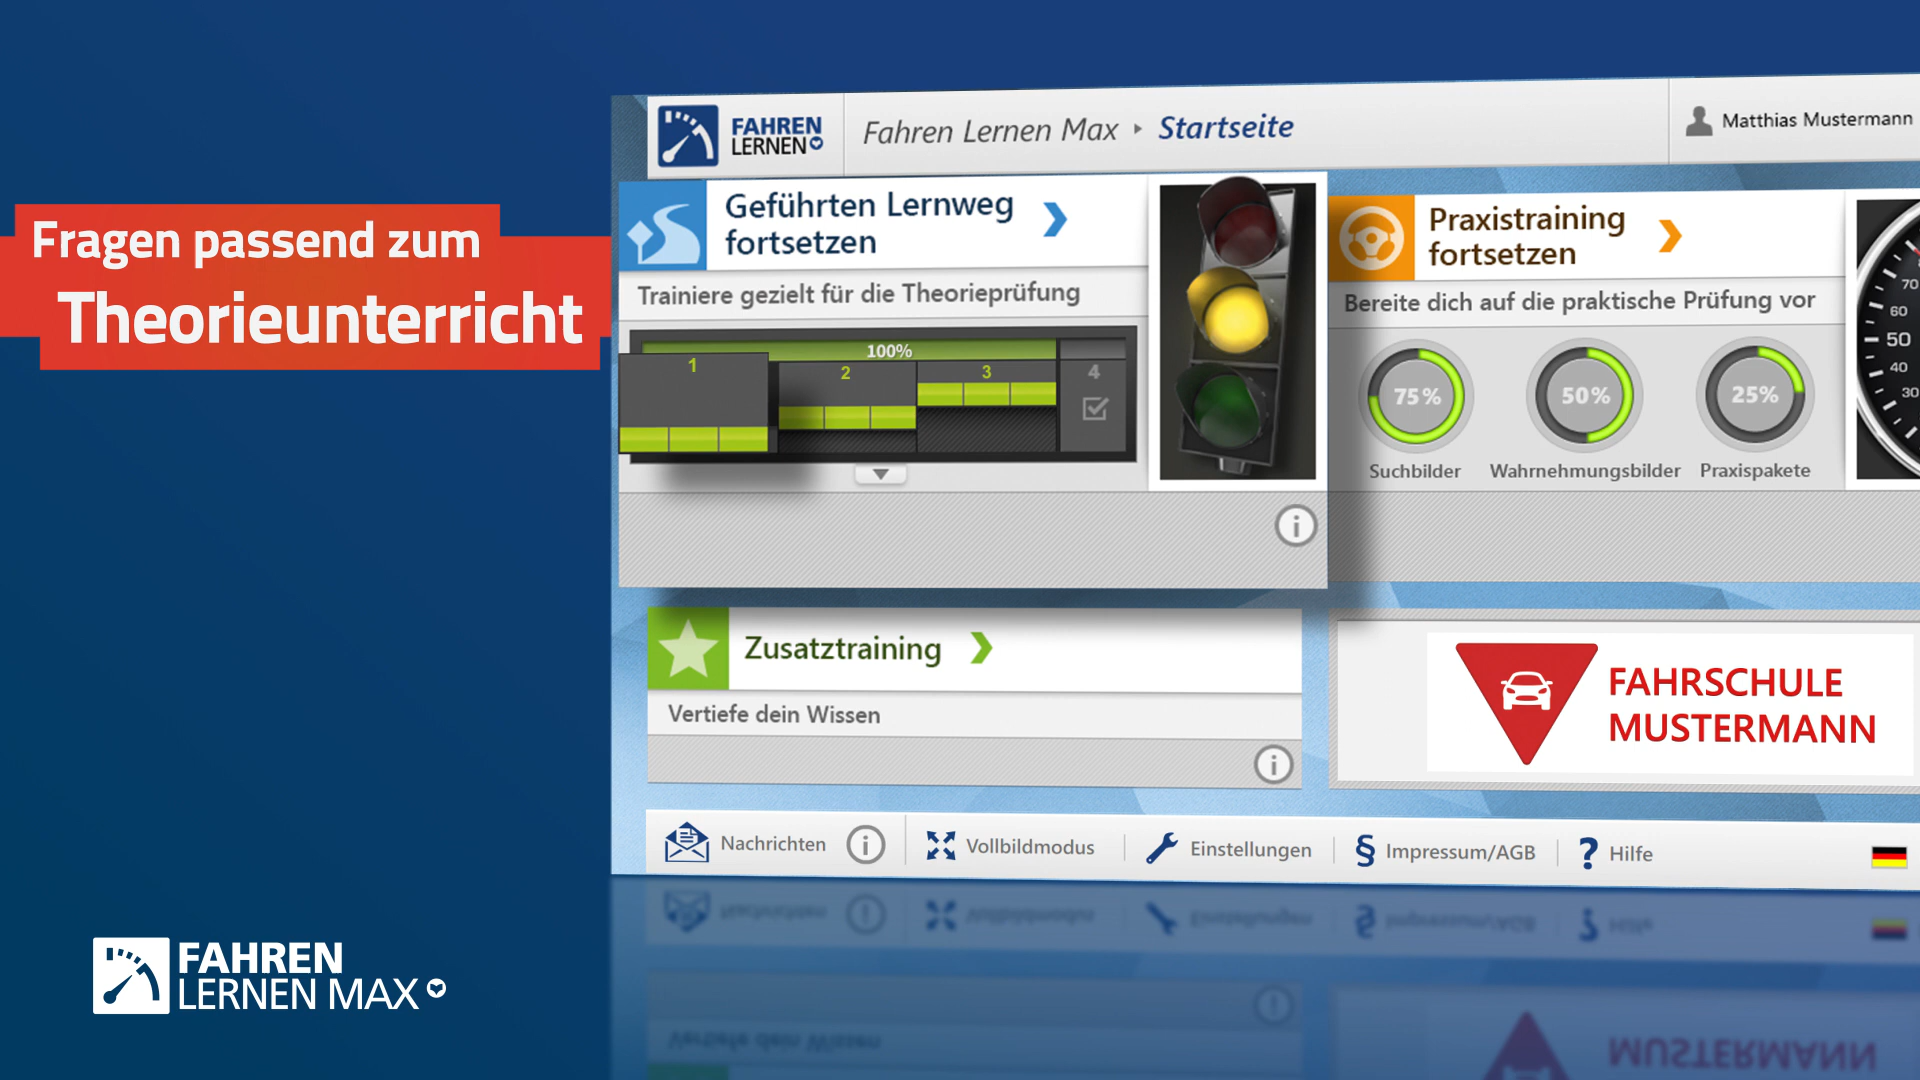 Fragen passend zum
Theorieunterricht
FAHREN
LERNEN
Fahren Lernen Max ▸ Startseite
Matthias Mustermann
Geführten Lernweg
fortsetzen
Trainiere gezielt für die Theorieprüfung
100%
1
2
3
4
Praxistraining
fortsetzen
Bereite dich auf die praktische Prüfung vor
75%
50%
25%
Suchbilder
Wahrnehmungsbilder
Praxispakete
70
60
50
40
30
Zusatztraining
Vertiefe dein Wissen
FAHRSCHULE
MUSTERMANN
Nachrichten
Vollbildmodus
Einstellungen
§ Impressum/AGB
? Hilfe
FAHREN
LERNEN MAX